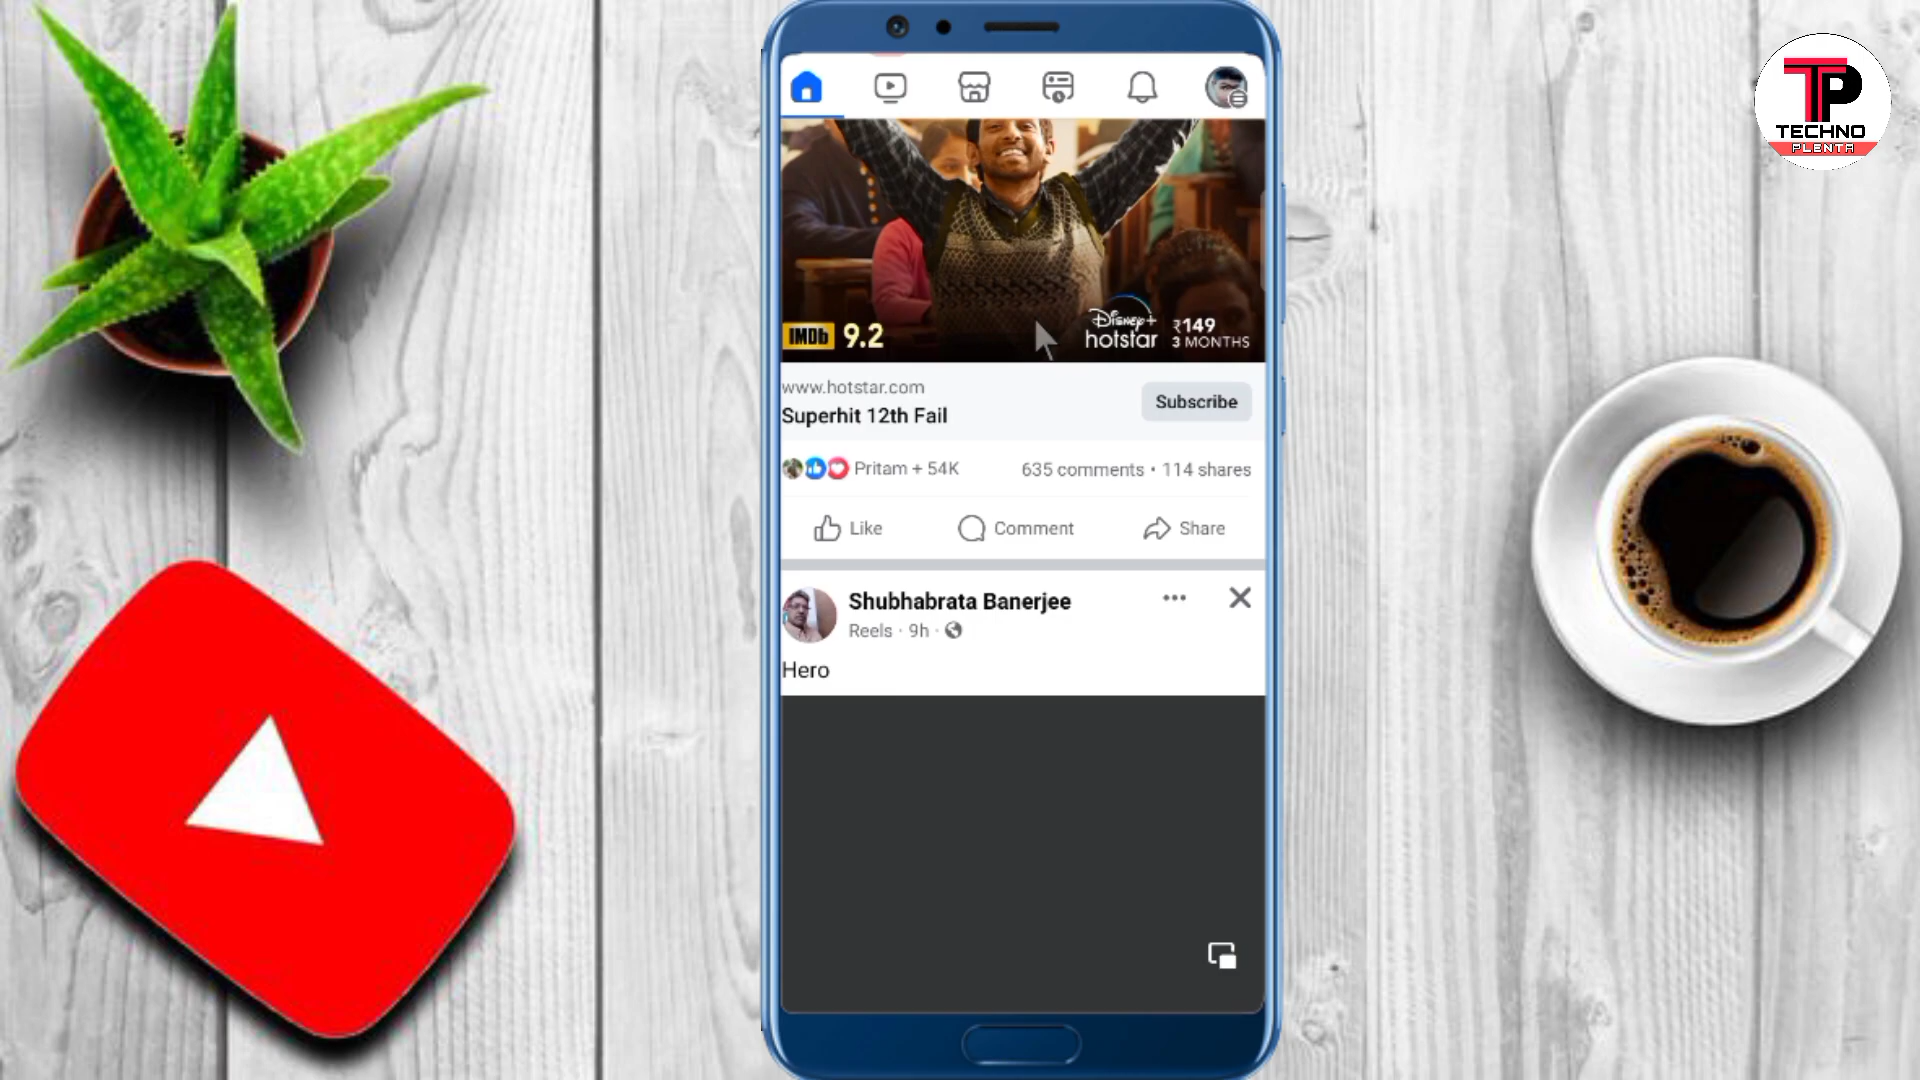 TP
TECHNO
PLENTA
IMDb 9.2
Disney+
hotstar
₹149
3 MONTHS
www.hotstar.com
Superhit 12th Fail
Subscribe
Pritam + 54K
635 comments • 114 shares
Like
Comment
Share
Shubhabrata Banerjee
Reels · 9h ·
Hero